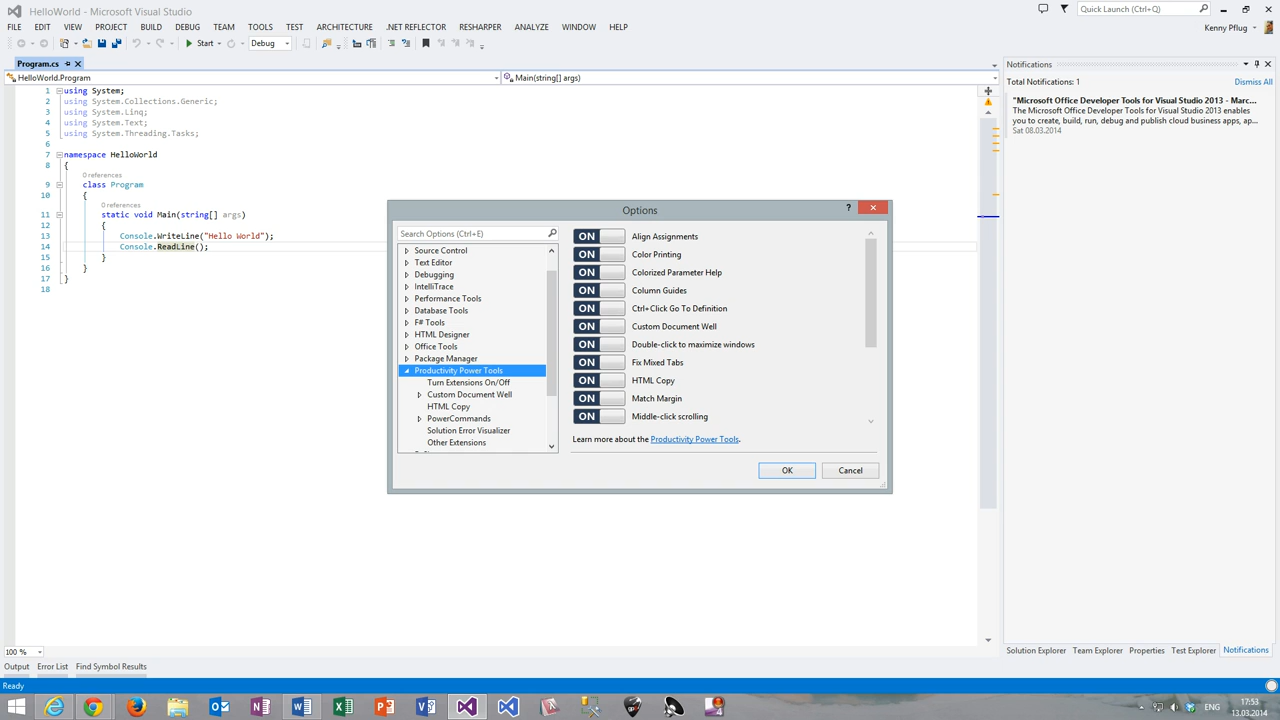 HelloWorld - Microsoft Visual Studio
Quick Launch (Ctrl+Q)
FILE EDIT VIEW PROJECT BUILD DEBUG TEAM TOOLS TEST ARCHITECTURE .NET REFLECTOR RESHARPER ANALYZE WINDOW HELP
Kenny Pflug
Start Debug
Program.cs
HelloWorld.Program
Main(string[] args)
1 using System;
2 using System.Collections.Generic;
3 using System.Linq;
4 using System.Text;
5 using System.Threading.Tasks;
6
7 namespace HelloWorld
8 {
0 references
9 class Program
10 {
0 references
11 static void Main(string[] args)
12 {
13 Console.WriteLine("Hello World");
14 Console.ReadLine();
15 }
16 }
17 }
18
Options
?
Search Options (Ctrl+E)
Source Control
Text Editor
Debugging
IntelliTrace
Performance Tools
Database Tools
F# Tools
HTML Designer
Office Tools
Package Manager
Productivity Power Tools
Turn Extensions On/Off
Custom Document Well
HTML Copy
PowerCommands
Solution Error Visualizer
Other Extensions
ON Align Assignments
ON Color Printing
ON Colorized Parameter Help
ON Column Guides
ON Ctrl+Click Go To Definition
ON Custom Document Well
ON Double-click to maximize windows
ON Fix Mixed Tabs
ON HTML Copy
ON Match Margin
ON Middle-click scrolling
Learn more about the Productivity Power Tools.
OK Cancel
Notifications
Total Notifications: 1
Dismiss All
"Microsoft Office Developer Tools for Visual Studio 2013 - Marc...
The Microsoft Office Developer Tools for Visual Studio 2013 enables
you to create, build, run, debug and publish cloud business apps, ap...
Sat 08.03.2014
100 %
Solution Explorer Team Explorer Properties Test Explorer Notifications
Output Error List Find Symbol Results
Ready
ENG
17:53
13.03.2014